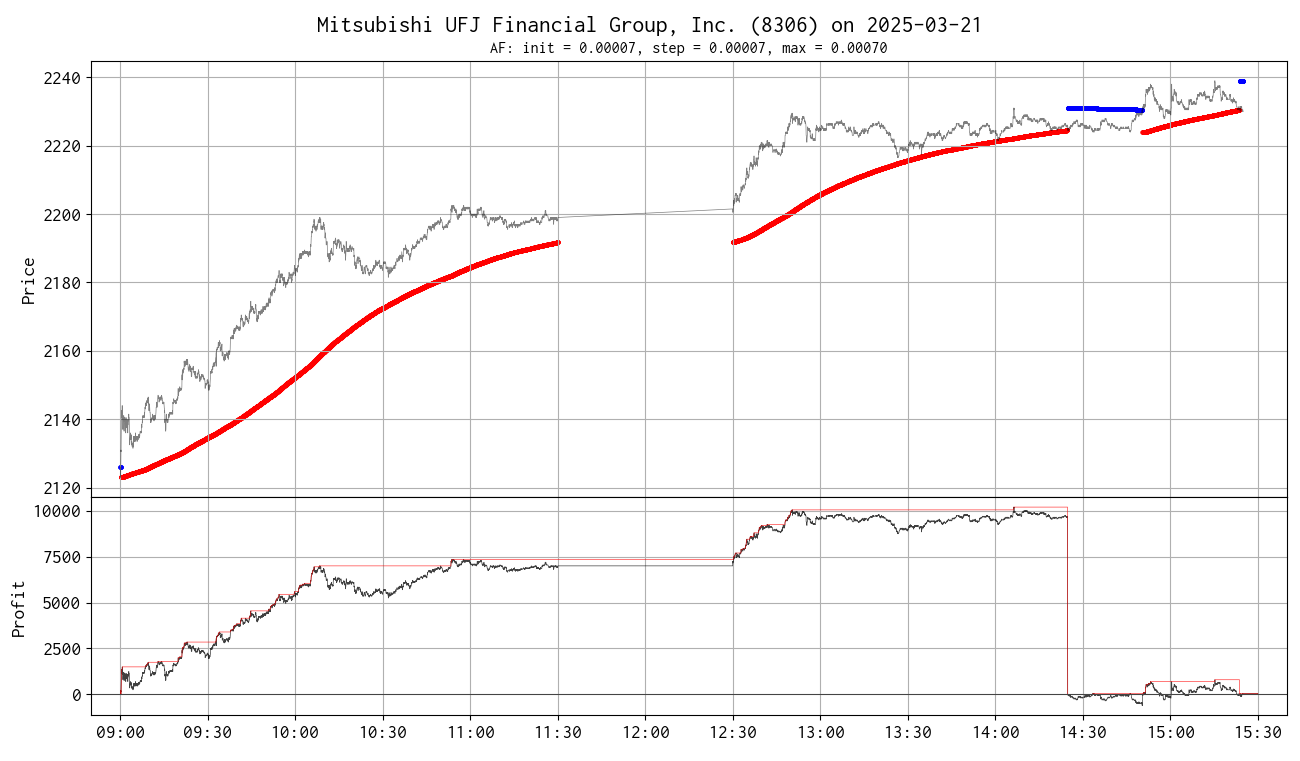 Mitsubishi UFJ Financial Group, Inc. (8306) on 2025-03-21
AF: init = 0.00007, step = 0.00007, max = 0.00070
Price
2240
2220
2200
2180
2160
2140
2120
Profit
10000
7500
5000
2500
0
09:00 09:30 10:00 10:30 11:00 11:30 12:00 12:30 13:00 13:30 14:00 14:30 15:00 15:30